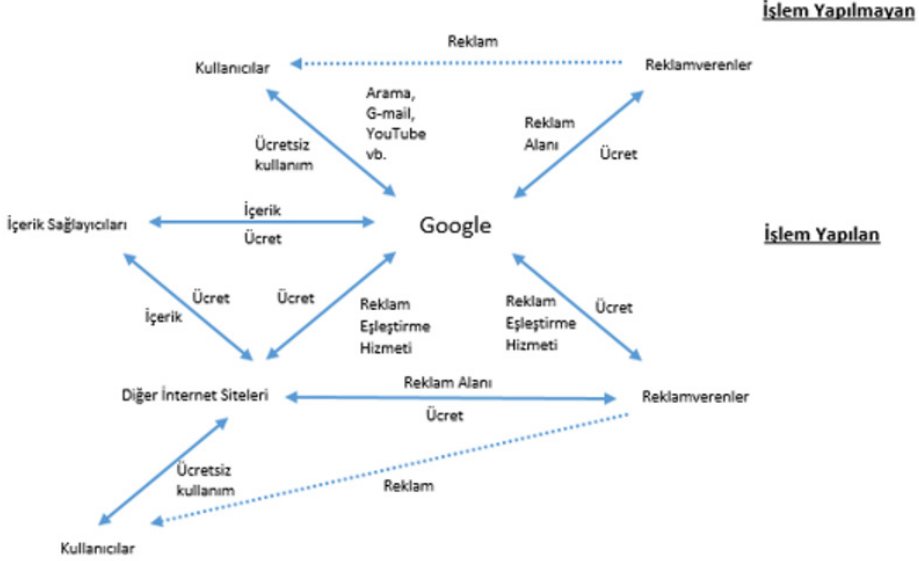 İşlem Yapılmayan
Reklam
Kullanıcılar
Reklamverenler
Arama,
G-mail,
YouTube
vb.
Ücretsiz
kullanım
Reklam
Alanı
Ücret
İçerik Sağlayıcıları
İçerik
Ücret
Google
İşlem Yapılan
Ücret
İçerik
Ücret
Reklam
Eşleştirme
Hizmeti
Reklam
Eşleştirme
Hizmeti
Ücret
Diğer İnternet Siteleri
Reklam Alanı
Ücret
Reklamverenler
Ücretsiz
kullanım
Reklam
Kullanıcılar